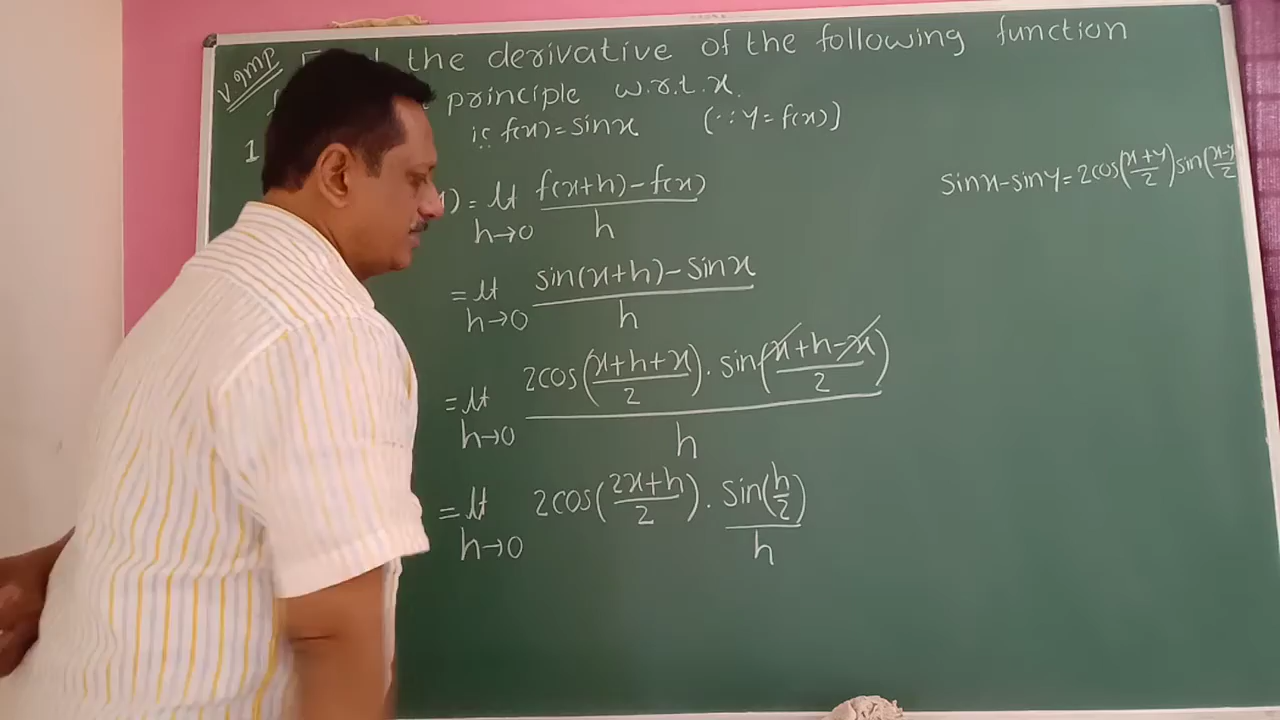 V Imp
the derivative of the following function
principle w.r.t. x.
1
is f(x) = sinx (∵ y = f(x))
sinx - siny = 2cos((x+y)/2) sin((x-y)/2)
) = lt h→0 (f(x+h) - f(x))/h
= lt h→0 (sin(x+h) - sinx)/h
= lt h→0 (2cos((x+h+x)/2) . sin((x+h-x)/2))/h
= lt h→0 2cos((2x+h)/2) . sin(h/2)/h